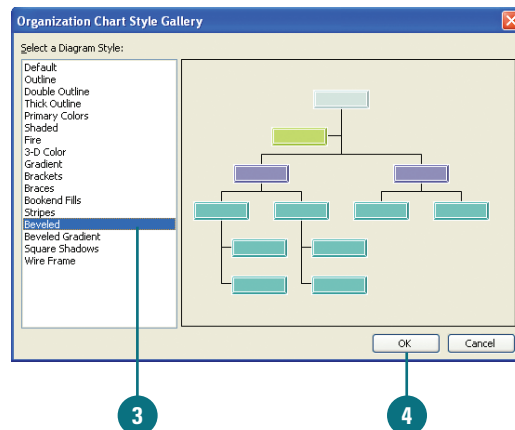 Organization Chart Style Gallery
Select a Diagram Style:
Default
Outline
Double Outline
Thick Outline
Primary Colors
Shaded
Fire
3-D Color
Gradient
Brackets
Braces
Bookend Fills
Stripes
Beveled
Beveled Gradient
Square Shadows
Wire Frame
OK
Cancel
3
4